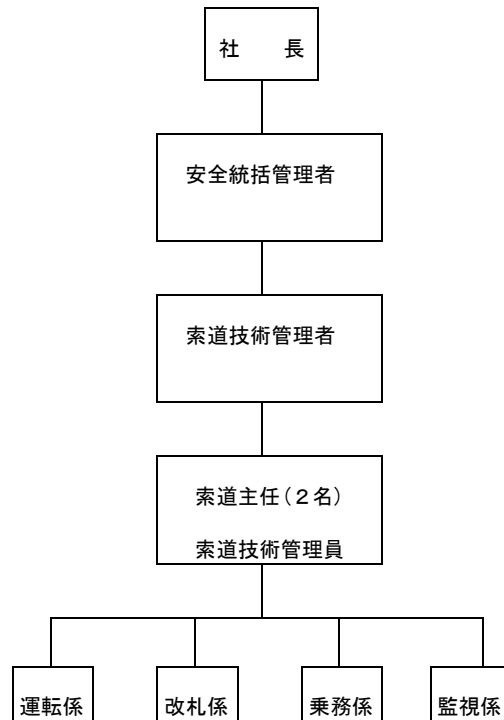 社　　長
安全統括管理者
索道技術管理者
索道主任（２名）
索道技術管理員
運転係
改札係
乗務係
監視係